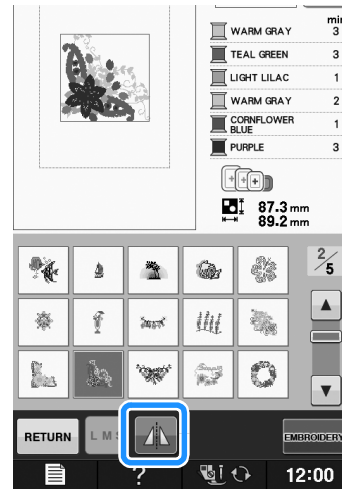 min
WARM GRAY 3
TEAL GREEN 3
LIGHT LILAC 1
WARM GRAY 2
CORNFLOWER
BLUE 1
PURPLE 3
87.3 mm
89.2 mm
2/5
RETURN
L M S
EMBROIDERY
?
12:00